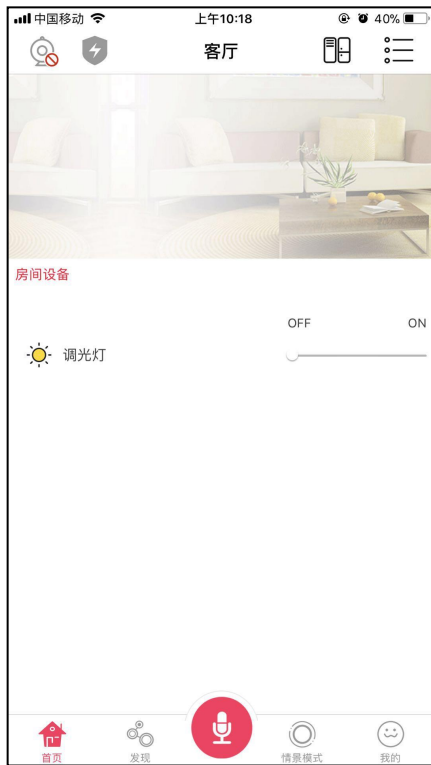 中国移动 上午10:18 40%
客厅
房间设备
OFF ON
调光灯
首页 发现 情景模式 我的